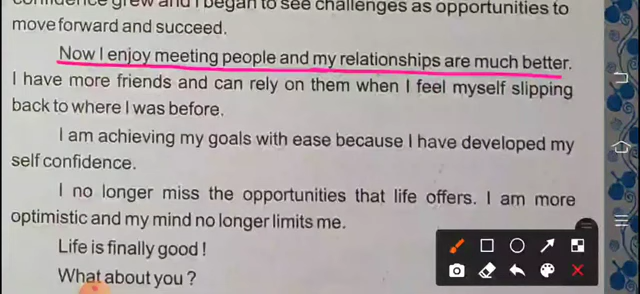 confidence grew and I began to see challenges as opportunities to
move forward and succeed.
Now I enjoy meeting people and my relationships are much better.
I have more friends and can rely on them when I feel myself slipping
back to where I was before.
I am achieving my goals with ease because I have developed my
self confidence.
I no longer miss the opportunities that life offers. I am more
optimistic and my mind no longer limits me.
Life is finally good !
What about you ?